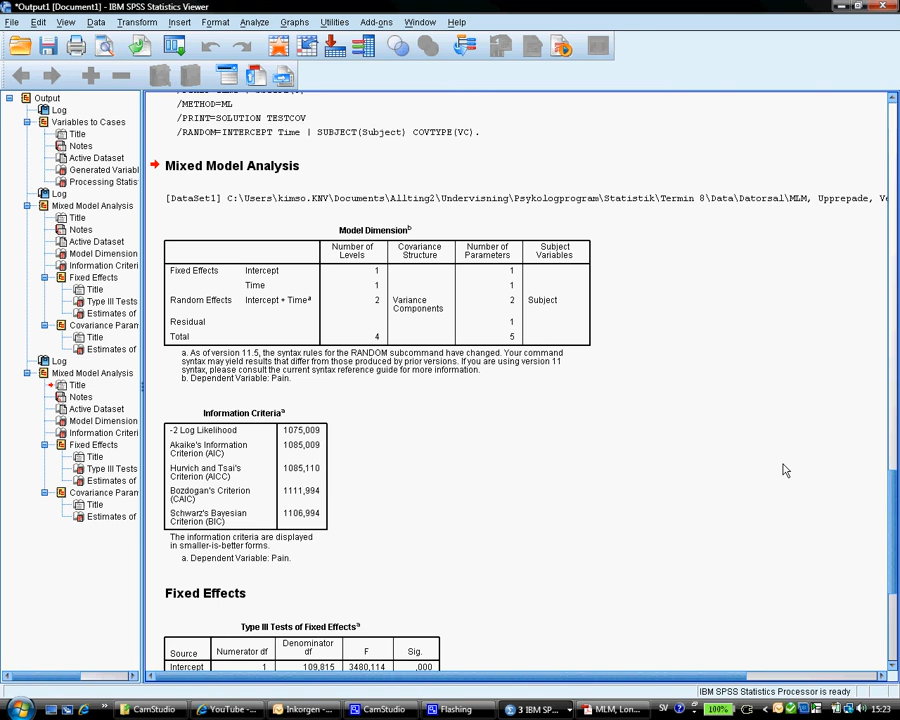 *Output1 [Document1] - IBM SPSS Statistics Viewer
File Edit View Data Transform Insert Format Analyze Graphs Utilities Add-ons Window Help
Output
Log
Variables to Cases
Title
Notes
Active Dataset
Generated Variabl
Processing Statis
Log
Mixed Model Analysis
Title
Notes
Active Dataset
Model Dimension
Information Criteri
Fixed Effects
Title
Type III Tests
Estimates of
Covariance Param
Title
Estimates of
Log
Mixed Model Analysis
Title
Notes
Active Dataset
Model Dimension
Information Criteri
Fixed Effects
Title
Type III Tests
Estimates of
Covariance Param
Title
Estimates of
/METHOD=ML
/PRINT=SOLUTION TESTCOV
/RANDOM=INTERCEPT Time | SUBJECT(Subject) COVTYPE(VC).
Mixed Model Analysis
[DataSet1] C:\Users\kimso.KNV\Documents\Allting2\Undervisning\Psykologprogram\Statistik\Termin 8\Data\Datorsal\MLM, Upprepade, Ve
Model Dimension b
Number of Levels Covariance Structure Number of Parameters Subject Variables
Fixed Effects Intercept 1 1
Time 1 1
Random Effects Intercept + Time a 2 Variance Components 2 Subject
Residual 1
Total 4 5
a. As of version 11.5, the syntax rules for the RANDOM subcommand have changed. Your command
syntax may yield results that differ from those produced by prior versions. If you are using version 11
syntax, please consult the current syntax reference guide for more information.
b. Dependent Variable: Pain.
Information Criteria a
-2 Log Likelihood 1075,009
Akaike's Information Criterion (AIC) 1085,009
Hurvich and Tsai's Criterion (AICC) 1085,110
Bozdogan's Criterion (CAIC) 1111,994
Schwarz's Bayesian Criterion (BIC) 1106,994
The information criteria are displayed
in smaller-is-better forms.
a. Dependent Variable: Pain.
Fixed Effects
Type III Tests of Fixed Effects a
Source Numerator df Denominator df F Sig.
Intercept 1 109,815 3480,114 ,000
IBM SPSS Statistics Processor is ready
CamStudio YouTube - ... Inkorgen - ... CamStudio Flashing 3 IBM SP... MLM, Lon... SV 100% 15:23